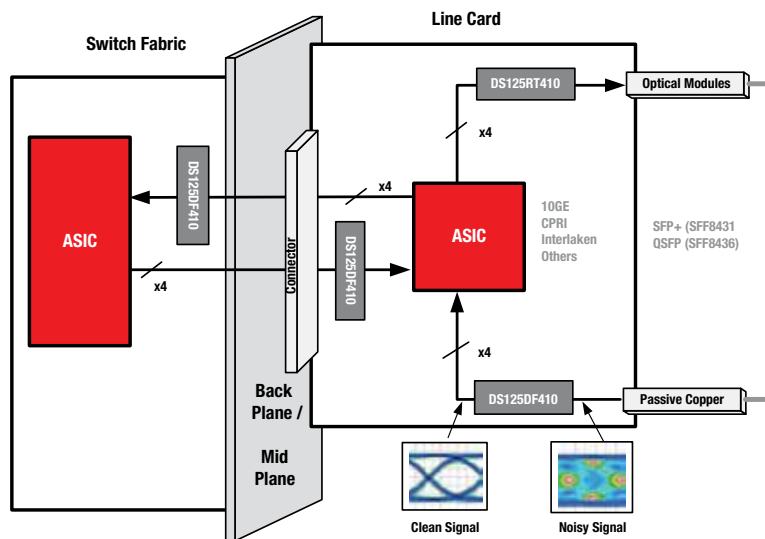 Line Card
Switch Fabric
DS125RT410
Optical Modules
x4
DS125DF410
x4
ASIC
ASIC
10GE
CPRI
Interlaken
Others
SFP+ (SFF8431
QSFP (SFF8436)
DS125DF410
Connector
x4
x4
Back
Plane /
Mid
Plane
DS125DF410
Passive Copper
Clean Signal
Noisy Signal